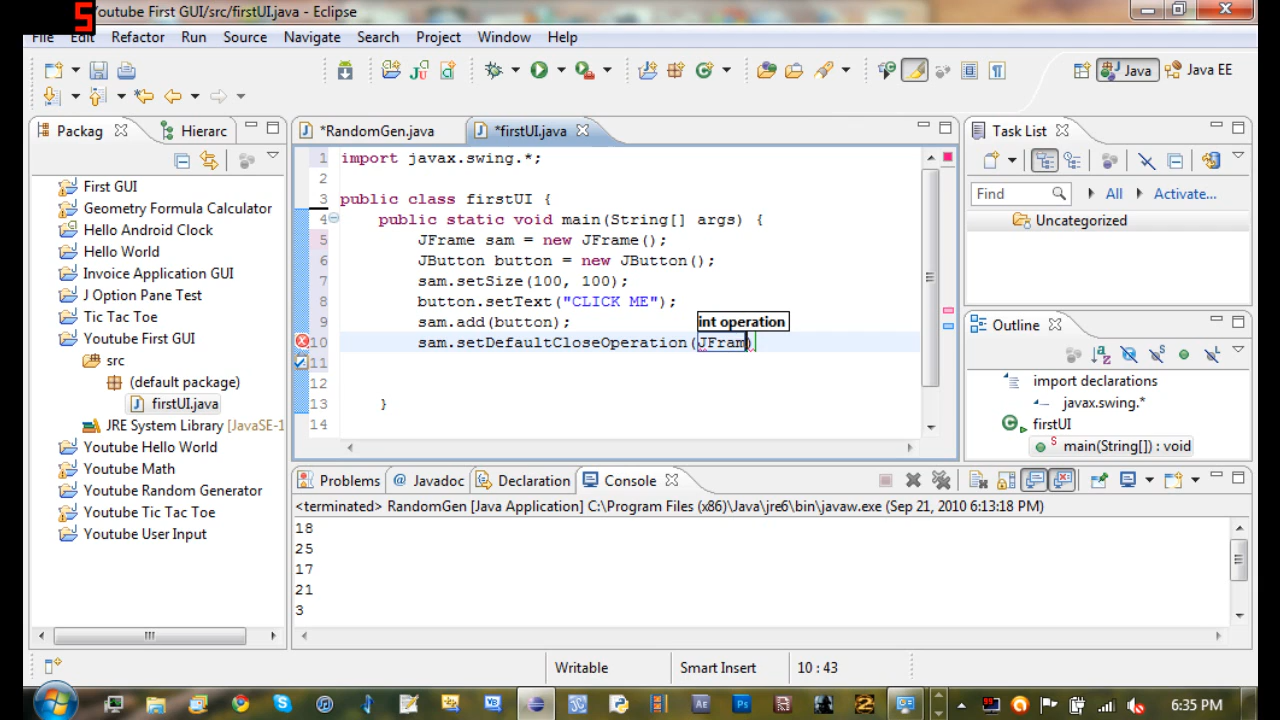 5
Youtube First GUI/src/firstUI.java - Eclipse
File Edit Refactor Run Source Navigate Search Project Window Help
Java
Java EE
Packag
Hierarc
*RandomGen.java
*firstUI.java
Task List
Find
All
Activate...
Uncategorized
First GUI
Geometry Formula Calculator
Hello Android Clock
Hello World
Invoice Application GUI
J Option Pane Test
Tic Tac Toe
Youtube First GUI
src
(default package)
firstUI.java
JRE System Library [JavaSE-1
Youtube Hello World
Youtube Math
Youtube Random Generator
Youtube Tic Tac Toe
Youtube User Input
1 import javax.swing.*;
2
3 public class firstUI {
4 public static void main(String[] args) {
5 JFrame sam = new JFrame();
6 JButton button = new JButton();
7 sam.setSize(100, 100);
8 button.setText("CLICK ME");
9 sam.add(button);
int operation
10 sam.setDefaultCloseOperation(JFram)
11
12
13 }
14
Outline
import declarations
javax.swing.*
firstUI
main(String[]) : void
Problems
@ Javadoc
Declaration
Console
<terminated> RandomGen [Java Application] C:\Program Files (x86)\Java\jre6\bin\javaw.exe (Sep 21, 2010 6:13:18 PM)
18
25
17
21
3
Writable
Smart Insert
10 : 43
6:35 PM